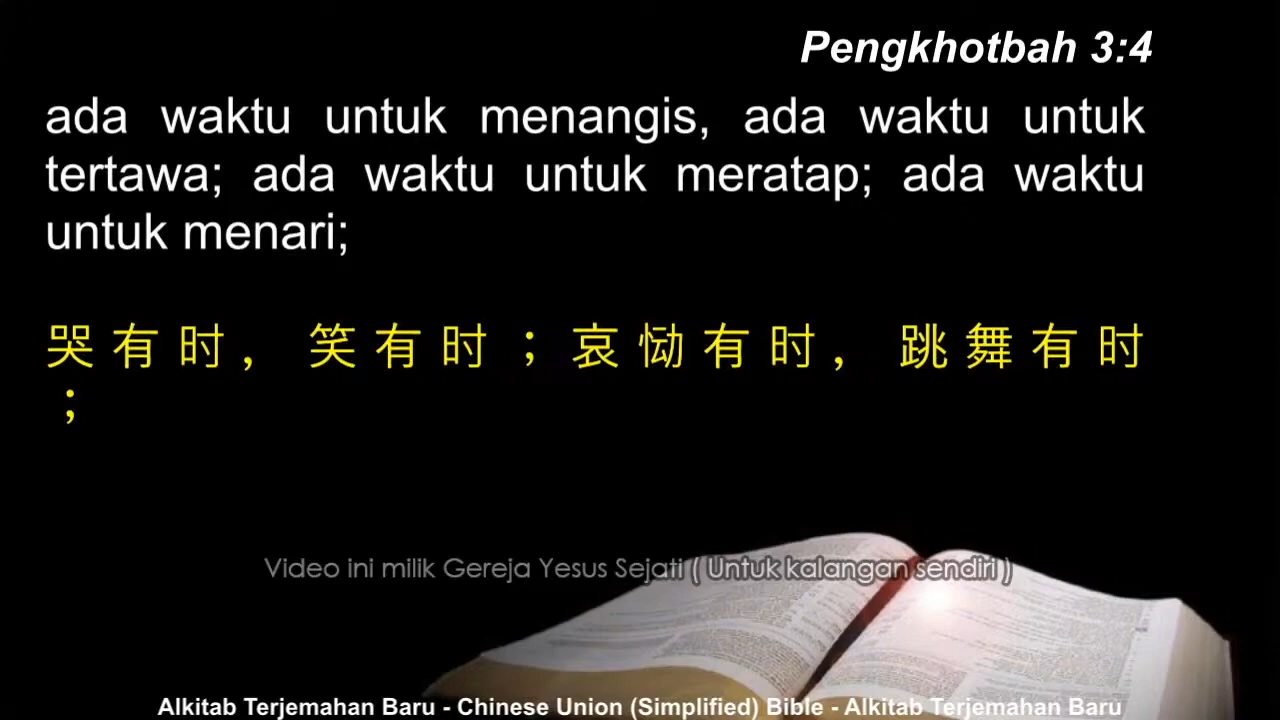 Pengkhotbah 3:4
ada waktu untuk menangis, ada waktu untuk
tertawa; ada waktu untuk meratap; ada waktu
untuk menari;
哭有时, 笑有时;哀恸有时, 跳舞有时
;
Video ini milik Gereja Yesus Sejati ( Untuk kalangan sendiri )
Alkitab Terjemahan Baru - Chinese Union (Simplified) Bible - Alkitab Terjemahan Baru